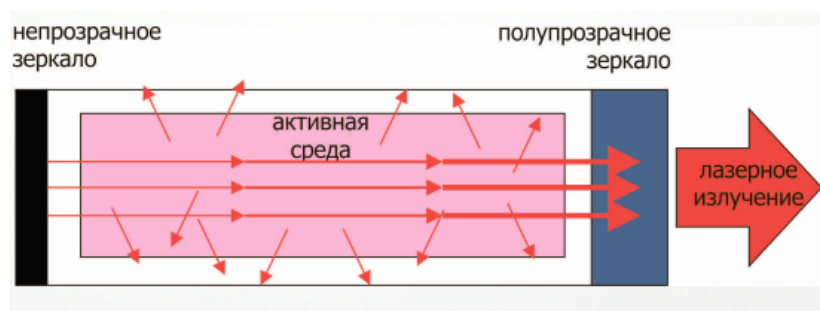 непрозрачное
зеркало
полупрозрачное
зеркало
активная
среда
лазерное
излучение